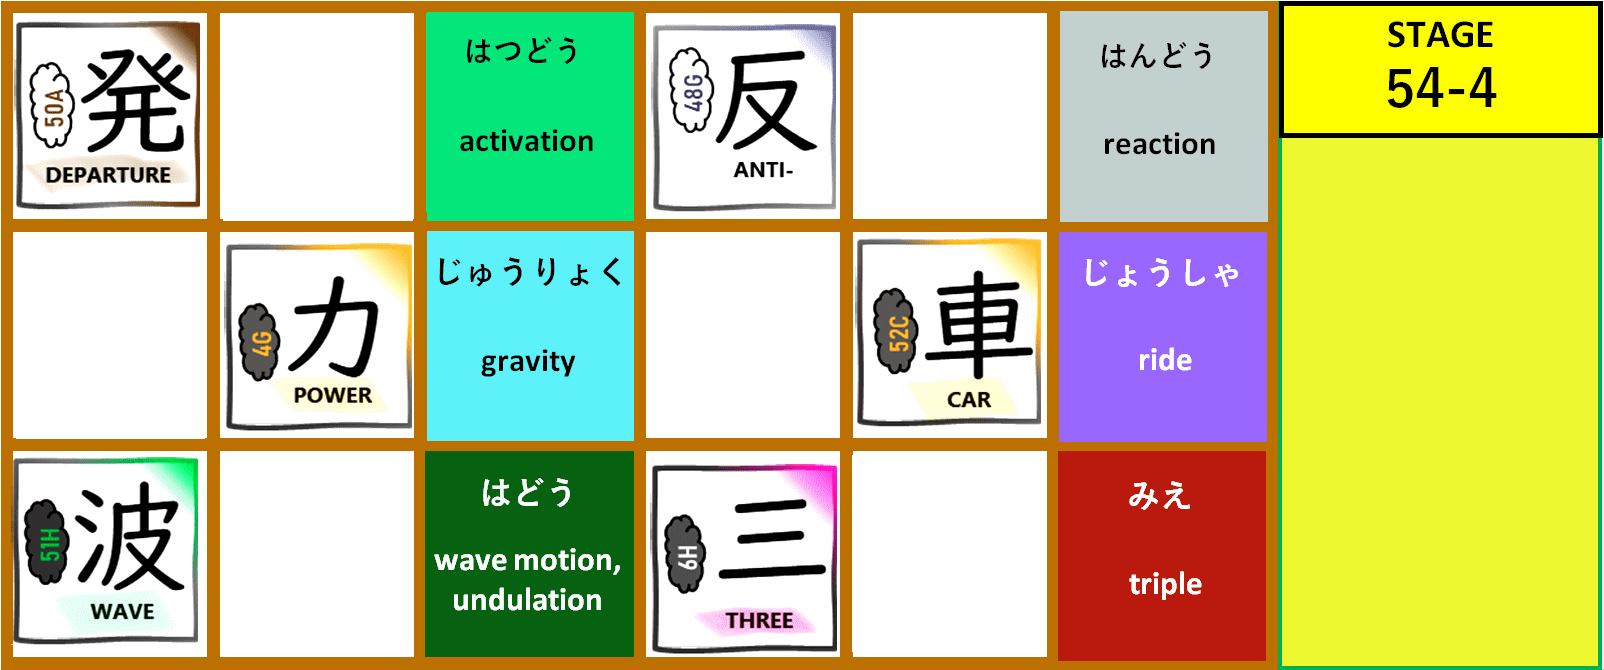 50A
発
DEPARTURE
はつどう
activation
48G
反
ANTI-
はんどう
reaction
STAGE
54-4
4G
力
POWER
じゅうりょく
gravity
52C
車
CAR
じょうしゃ
ride
51H
波
WAVE
はどう
wave motion,
undulation
6H
三
THREE
みえ
triple